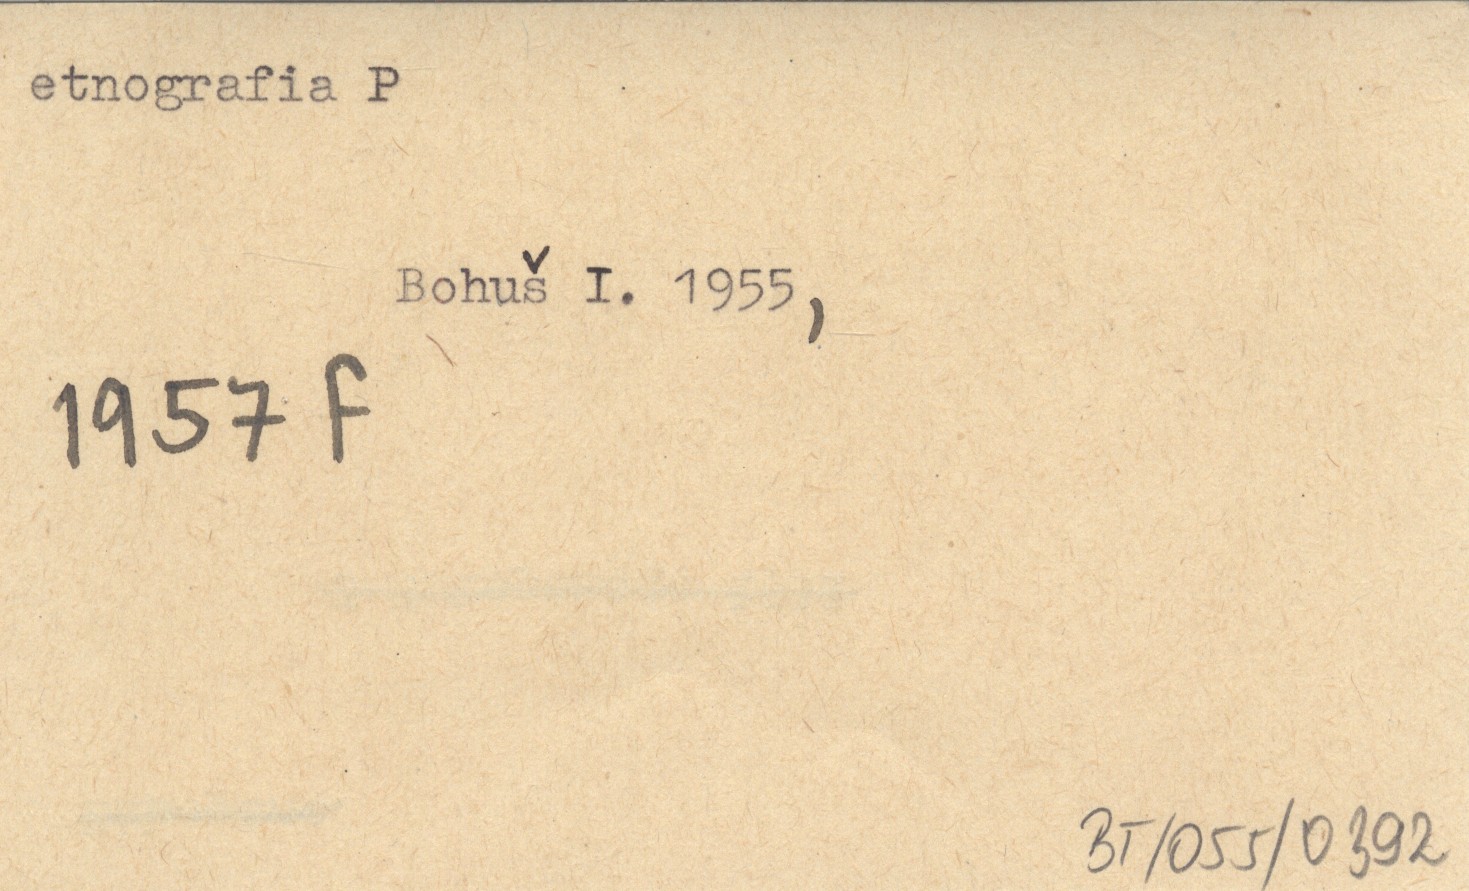 etnografia P
Bohuš I. 1955,
1957 f
BT/055/0392